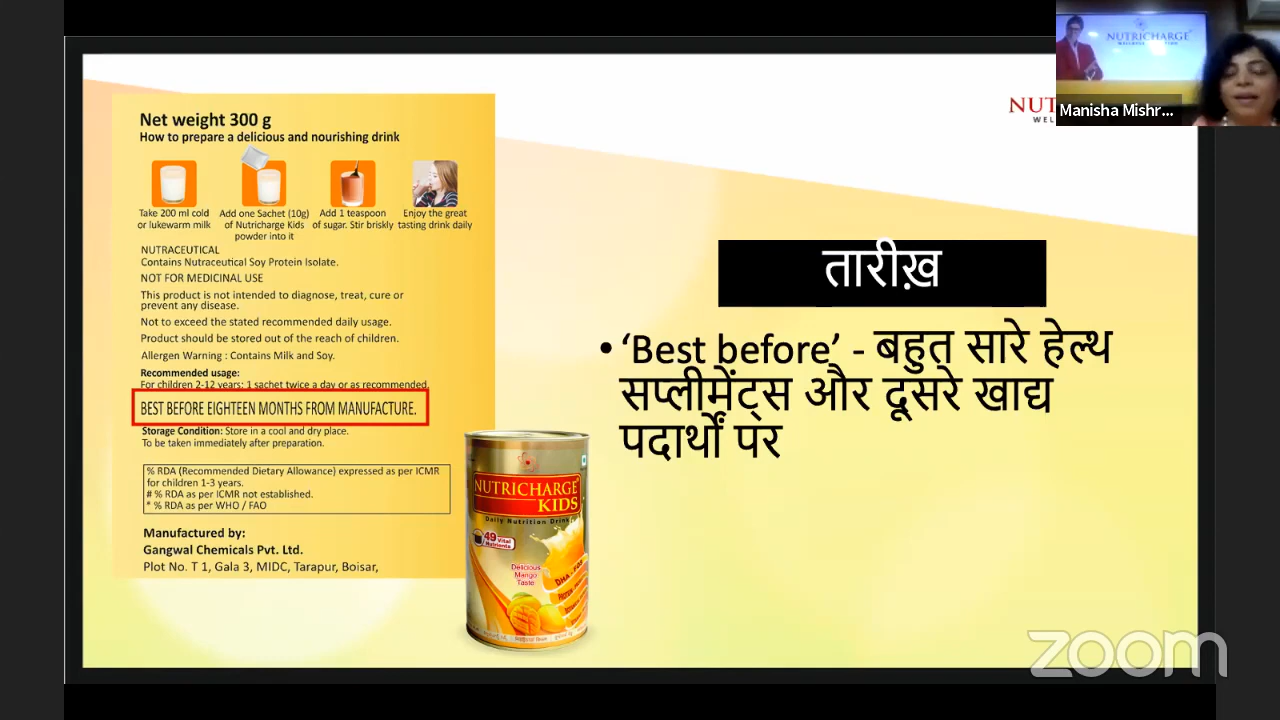 Net weight 300 g
How to prepare a delicious and nourishing drink
Take 200 ml cold
or lukewarm milk
Add one Sachet (10g)
of Nutricharge Kids
powder into it
Add 1 teaspoon
of sugar. Stir briskly
Enjoy the great
tasting drink daily
NUTRACEUTICAL
Contains Nutraceutical Soy Protein Isolate.
NOT FOR MEDICINAL USE
This product is not intended to diagnose, treat, cure or
prevent any disease.
Not to exceed the stated recommended daily usage.
Product should be stored out of the reach of children.
Allergen Warning : Contains Milk and Soy.
Recommended usage:
For children 2-12 years: 1 sachet twice a day or as recommended
BEST BEFORE EIGHTEEN MONTHS FROM MANUFACTURE.
Storage Condition: Store in a cool and dry place.
To be taken immediately after preparation.
% RDA (Recommended Dietary Allowance) expressed as per ICMR
for children 1-3 years.
# % RDA as per ICMR not established.
* % RDA as per WHO / FAO
Manufactured by:
Gangwal Chemicals Pvt. Ltd.
Plot No. T 1, Gala 3, MIDC, Tarapur, Boisar,
NUTRICHARGE
KIDS
Daily Nutrition Drink
49 Vital
Nutrients
Delicious
Mango
Taste
DHA
तारीख़
• ‘Best before’ - बहुत सारे हेल्थ
सप्लीमेंट्स और दूसरे खाद्य
पदार्थों पर
NUTRICHARGE
Manisha Mishr...
zoom